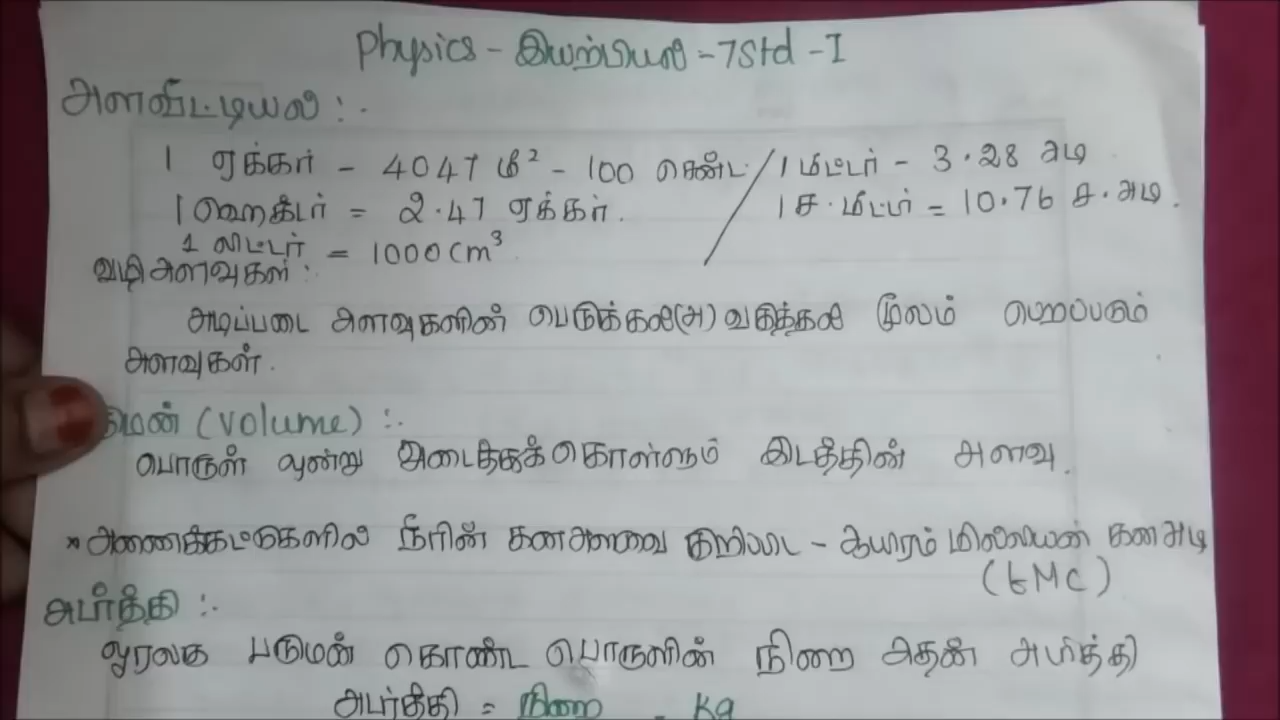 Physics - இயற்பியல் - 7Std - I
அளவீட்டியல் :-
1 ஏக்கர் - 4047 மீ² - 100 சென்ட் / 1 மீட்டர் - 3.28 அடி
1 ஹெக்டர் = 2.47 ஏக்கர். 1 ச.மீட்டர் = 10.76 ச.அடி.
1 லிட்டர் = 1000 cm³
வழி அளவுகள் :
அடிப்படை அளவுகளின் பெருக்கல் (அ) வகுத்தல் மூலம் பெறப்படும்
அளவுகள்.
(Volume) :-
பொருள் ஒன்று அடைத்துக்கொள்ளும் இடத்தின் அளவு.
* அணைக்கட்டுகளில் நீரின் கனஅளவை குறிப்பிட - ஆயிரம் மில்லியன் கனஅடி
(tMC)
அடர்த்தி :-
ஓரலகு பருமன் கொண்ட பொருளின் நிறை அதன் அடர்த்தி
அடர்த்தி = நிறை - Kg